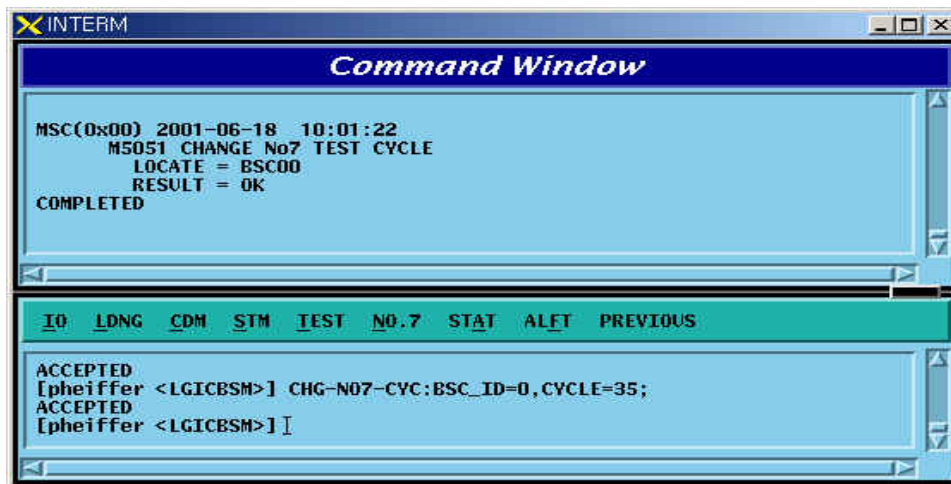 INTERM
Command Window
MSC(0x00) 2001-06-18 10:01:22
M5051 CHANGE No7 TEST CYCLE
LOCATE = BSC00
RESULT = OK
COMPLETED
IO LDNG CDM STM TEST NO.7 STAT ALFT PREVIOUS
ACCEPTED
[pheiffer <LGICBSM>] CHG-NO7-CYC:BSC_ID=0,CYCLE=35;
ACCEPTED
[pheiffer <LGICBSM>]